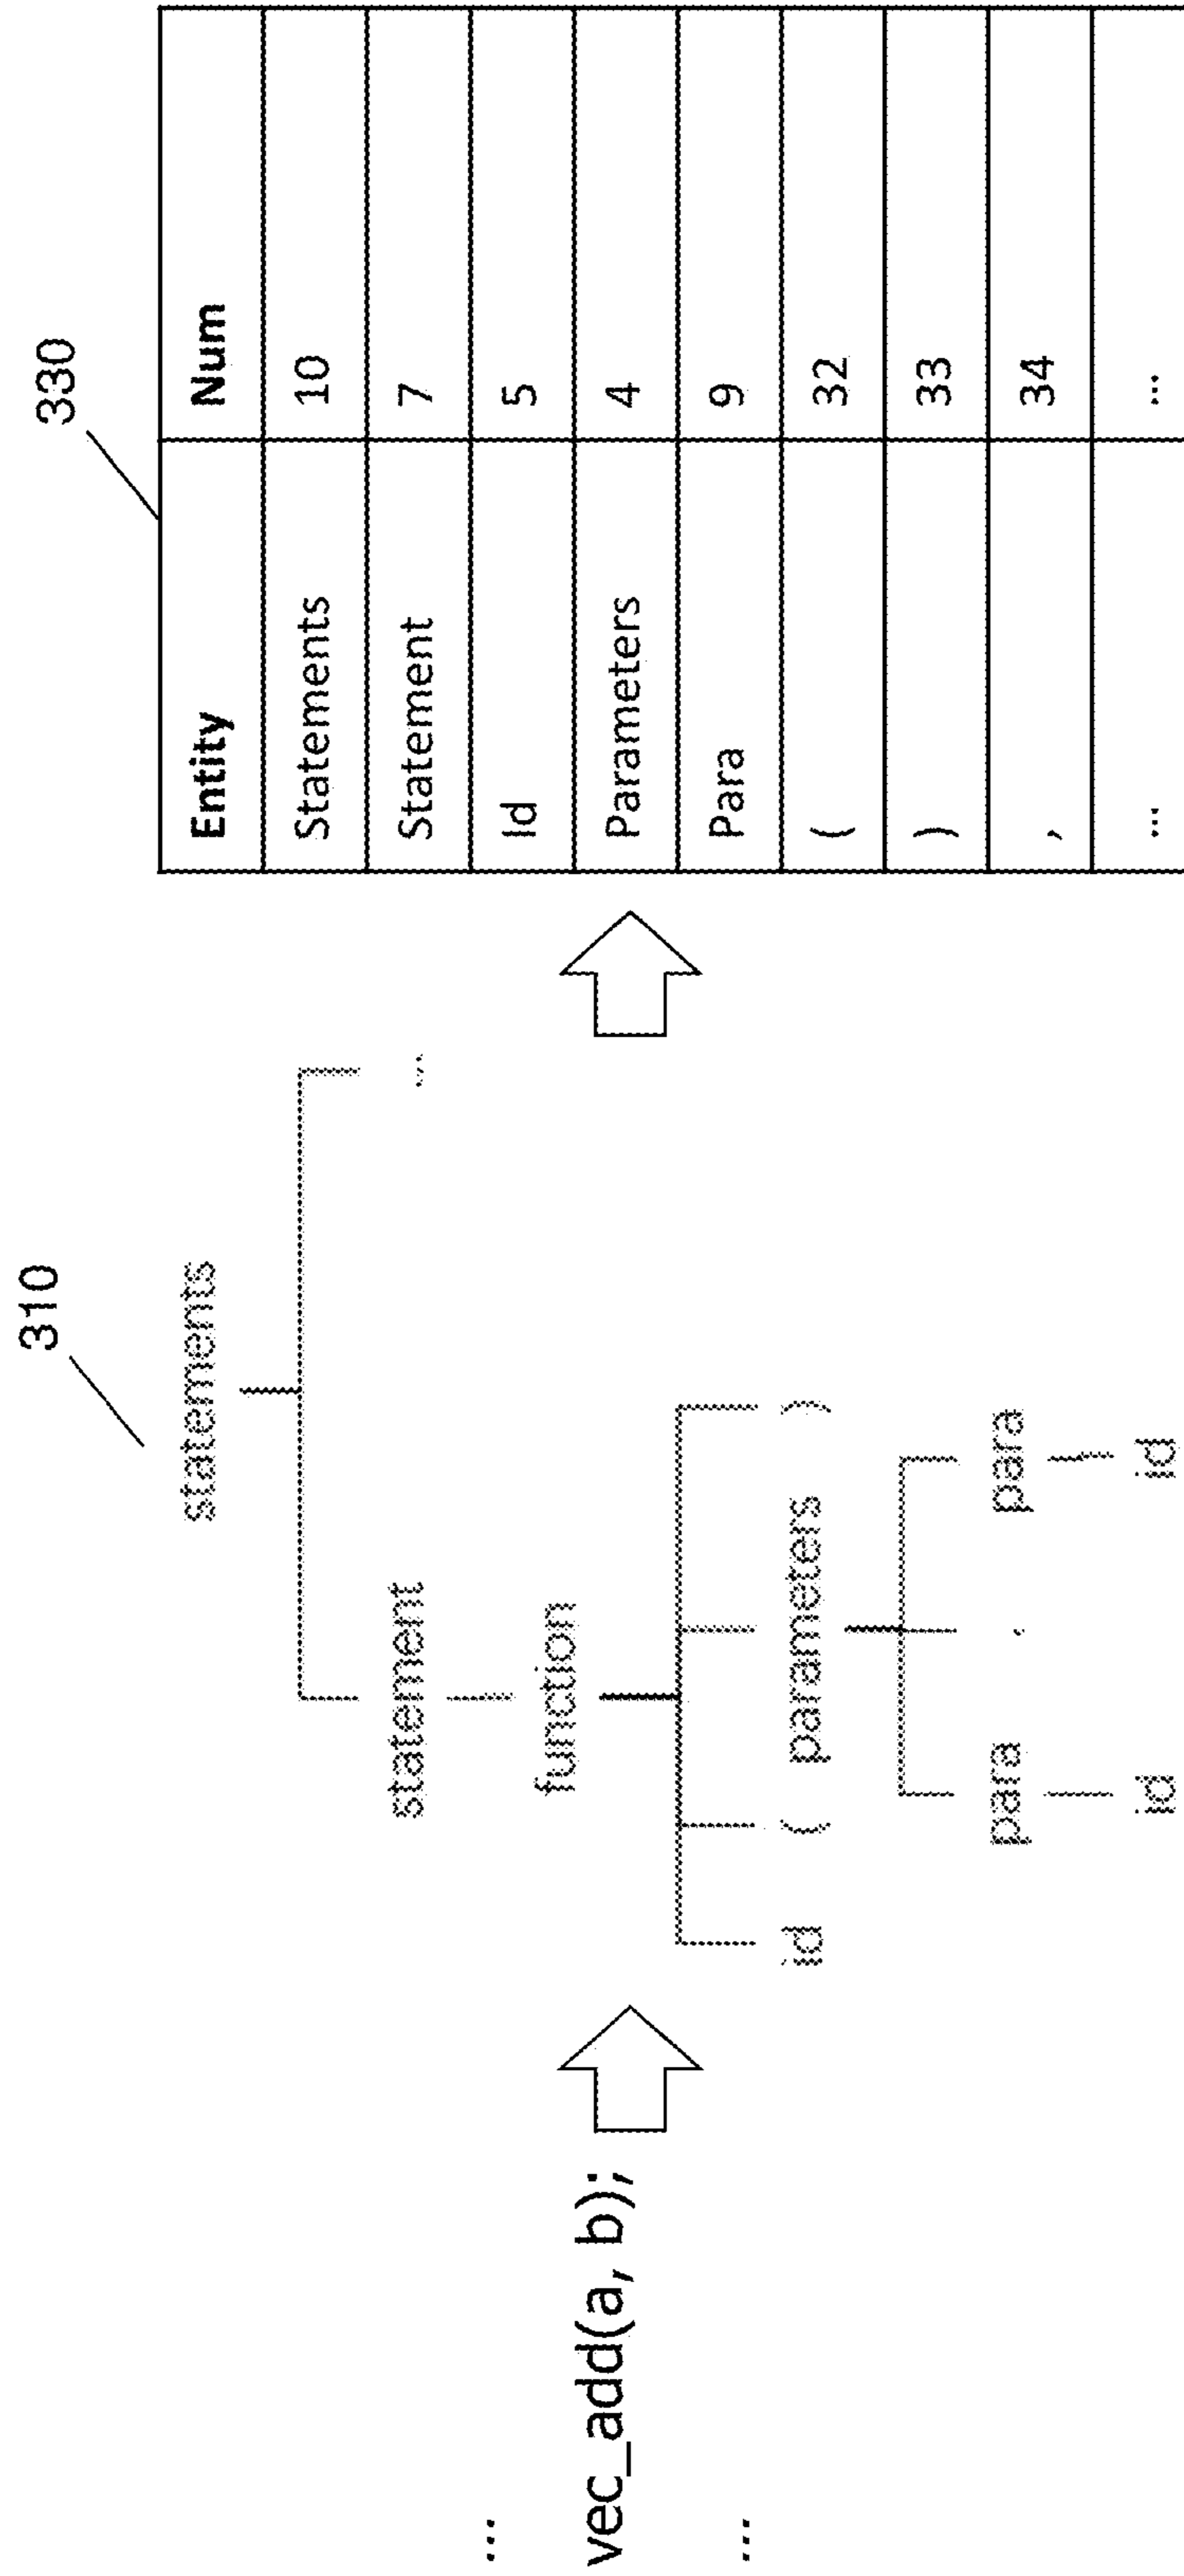 ...
vec_add(a, b);
...
310
statements
statement ...
function
id ( parameters )
para , para
id id
330
Entity Num
Statements 10
Statement 7
Id 5
Parameters 4
Para 9
( 32
) 33
, 34
... ...